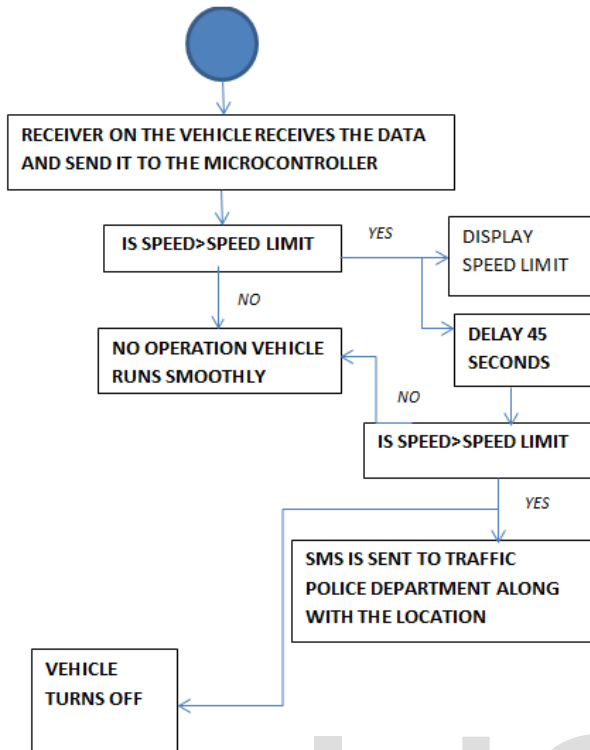 RECEIVER ON THE VEHICLE RECEIVES THE DATA
AND SEND IT TO THE MICROCONTROLLER
IS SPEED>SPEED LIMIT
YES
DISPLAY
SPEED LIMIT
NO
DELAY 45
SECONDS
NO OPERATION VEHICLE
RUNS SMOOTHLY
NO
IS SPEED>SPEED LIMIT
YES
SMS IS SENT TO TRAFFIC
POLICE DEPARTMENT ALONG
WITH THE LOCATION
VEHICLE
TURNS OFF